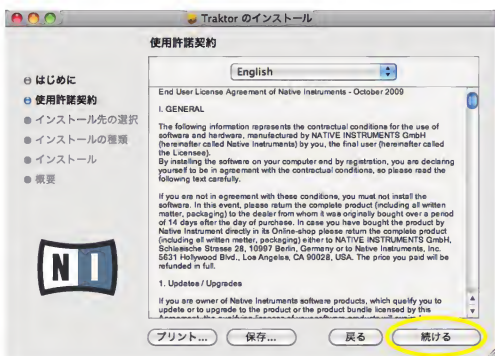 Traktor のインストール
使用許諾契約
English
はじめに
使用許諾契約
インストール先の選択
インストールの種類
インストール
概要
End User License Agreement of Native Instruments - October 2009
I. GENERAL
The following information represents the contractual conditions for the use of
software and hardware, manufactured by NATIVE INSTRUMENTS GmbH
(hereinafter called Native Instruments) by you, the final user (hereinafter called
the Licensee).
By installing the software on your computer end by registration, you are declaring
yourself to be in agreement with the contractual conditions, so please read the
following text carefully.
If you are not in agreement with these conditions, you must not install the
software. In this event, please return the complete product (including all written
matter, packaging) to the dealer from whom it was originally bought over a period
of 14 days after the day of purchase. In case you have bought the product by
Native Instrument directly in its Online-shop please return the complete product
(including all written metter, packaging) either to NATIVE INSTRUMENTS GmbH,
Schlesische Strasse 28, 10997 Berlin, Germany or to Native Instruments, Inc.
5631 Hollywood Blvd., Los Angeles, CA 90028, USA. The price you paid will be
refunded in full.
1. Updates / Upgrades
If you are owner of Native Instruments software products, which qualify you to
update or to upgrade to the product or the product bundle licensed by this
NI
プリント...
保存...
戻る
続ける